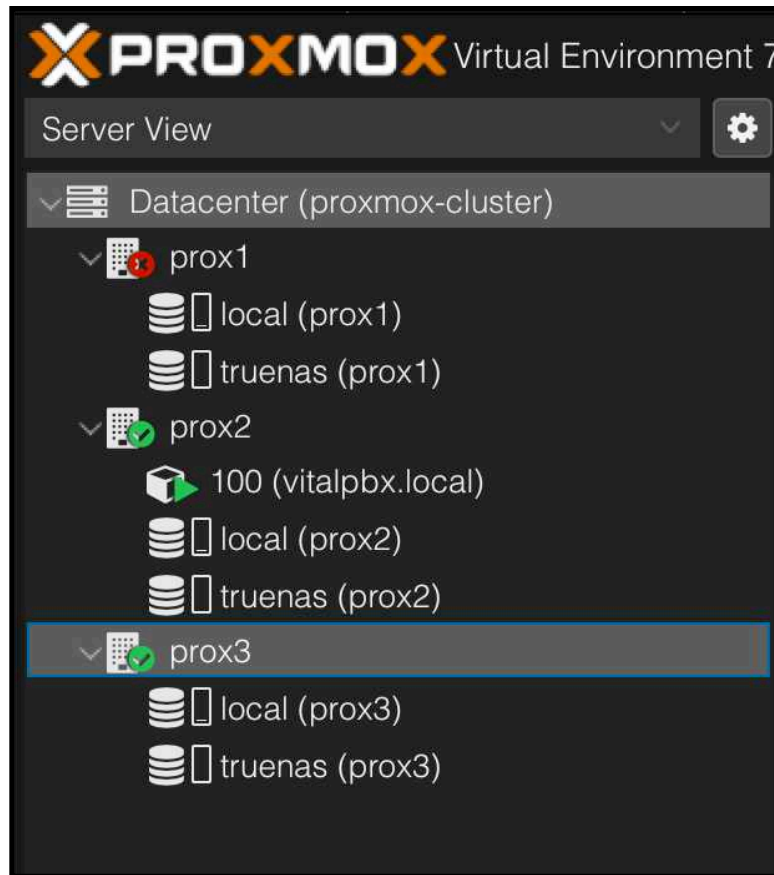 PROXMOX Virtual Environment 7
Server View
Datacenter (proxmox-cluster)
prox1
local (prox1)
truenas (prox1)
prox2
100 (vitalpbx.local)
local (prox2)
truenas (prox2)
prox3
local (prox3)
truenas (prox3)